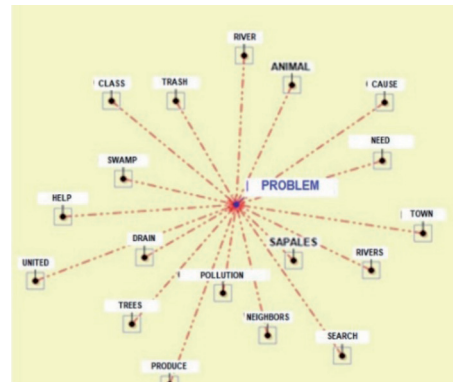 RIVER
ANIMAL
CLASS
TRASH
CAUSE
NEED
SWAMP
PROBLEM
HELP
TOWN
DRAIN
SAPALES
RIVERS
UNITED
POLLUTION
TREES
NEIGHBORS
SEARCH
PRODUCE